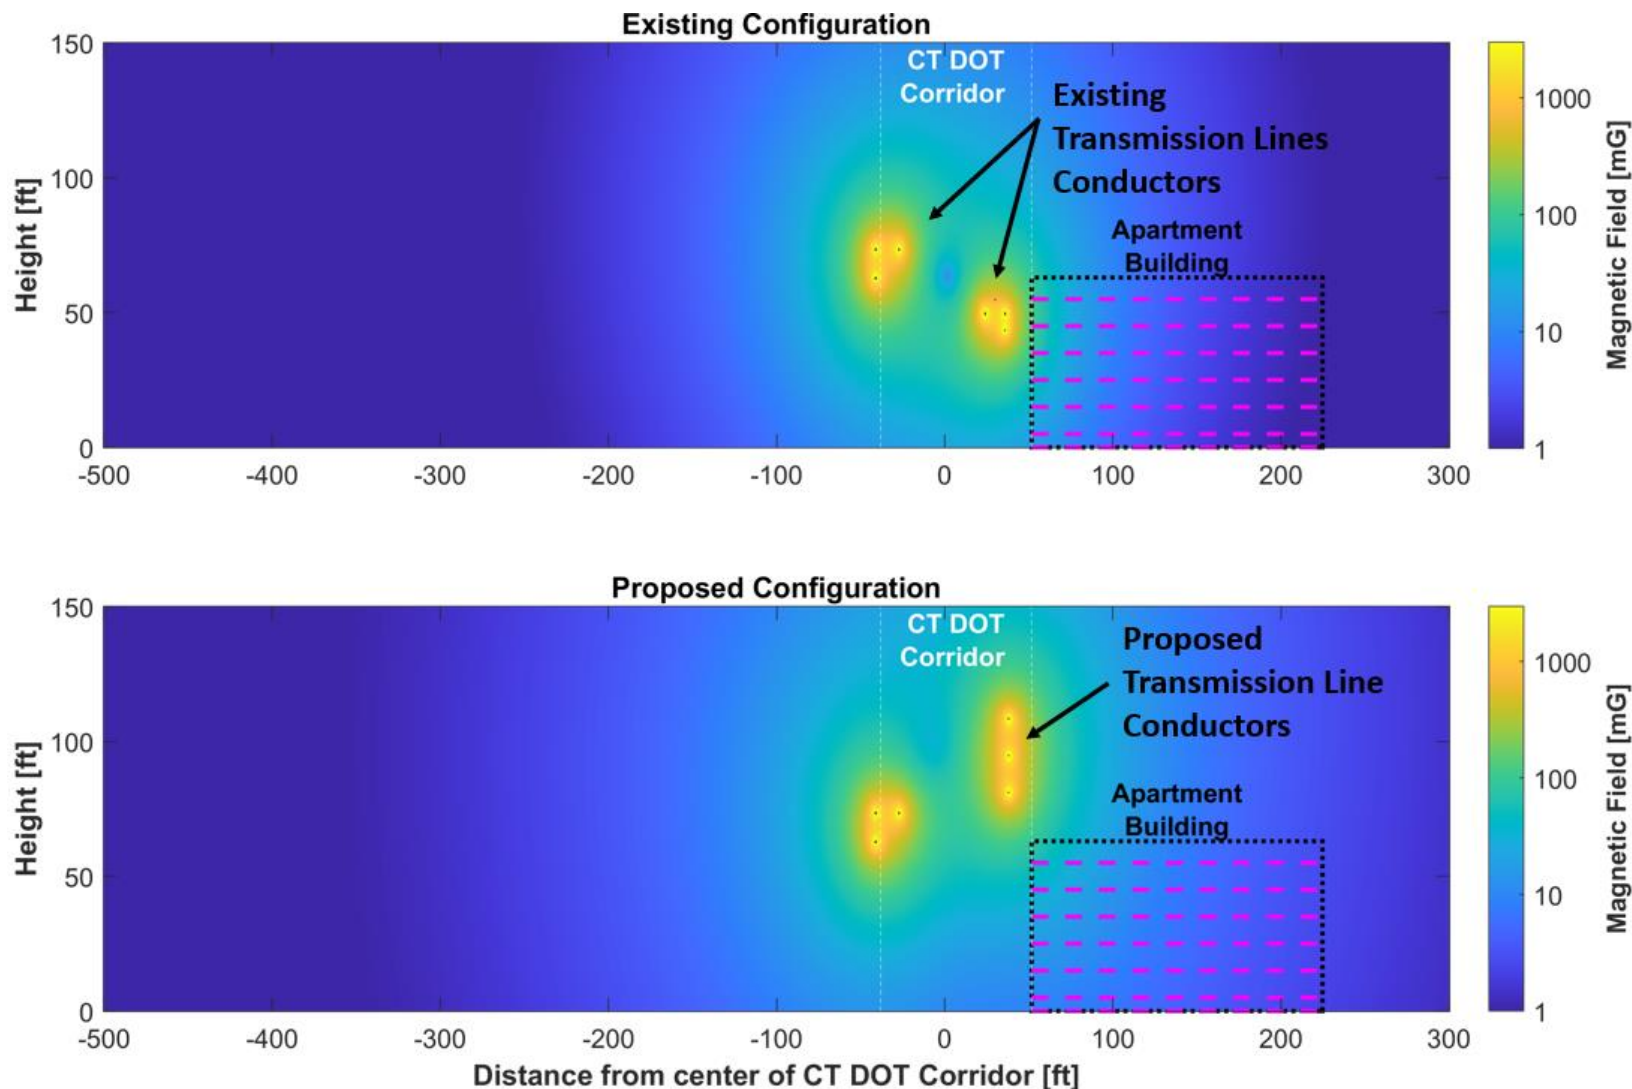 Existing Configuration
150
100
50
0
Height [ft]
CT DOT
Corridor
Existing
Transmission Lines
Conductors
Apartment
Building
-500
-400
-300
-200
-100
0
100
200
300
1000
100
10
1
Magnetic Field [mG]
Proposed Configuration
150
100
50
0
Height [ft]
CT DOT
Corridor
Proposed
Transmission Line
Conductors
Apartment
Building
-500
-400
-300
-200
-100
0
100
200
300
1000
100
10
1
Magnetic Field [mG]
Distance from center of CT DOT Corridor [ft]